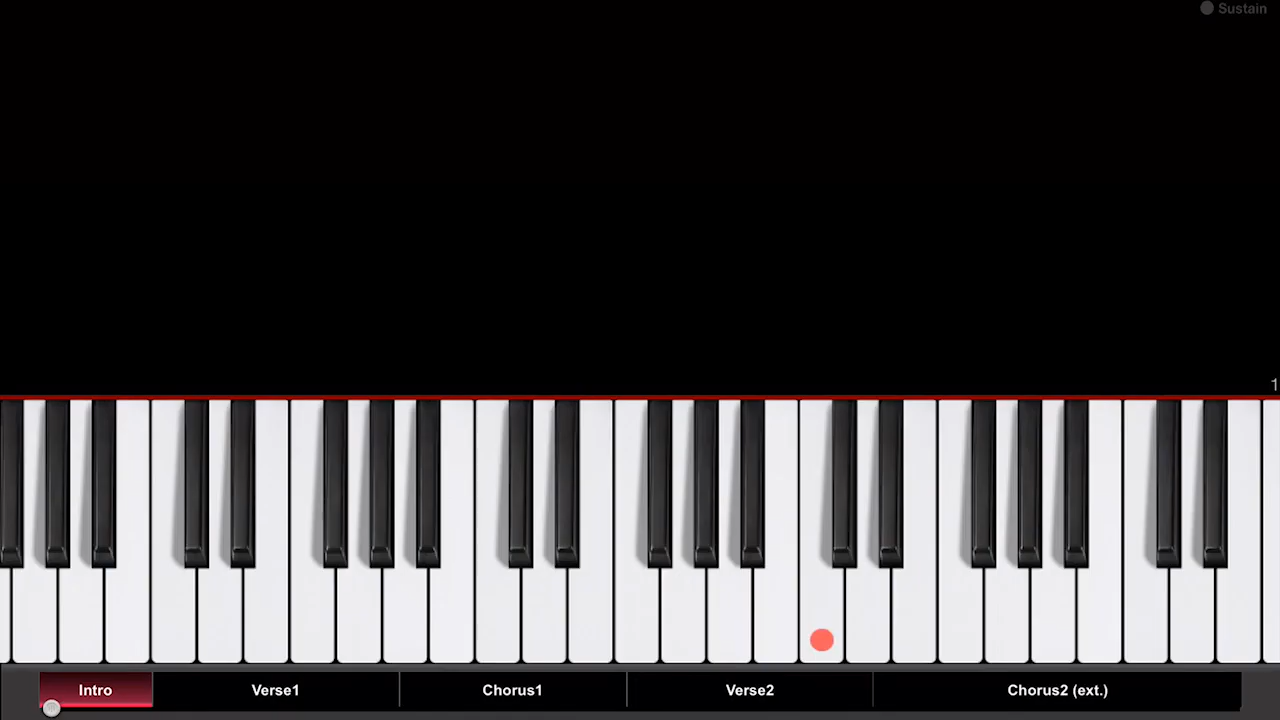 Sustain
1
Intro
Verse1
Chorus1
Verse2
Chorus2 (ext.)